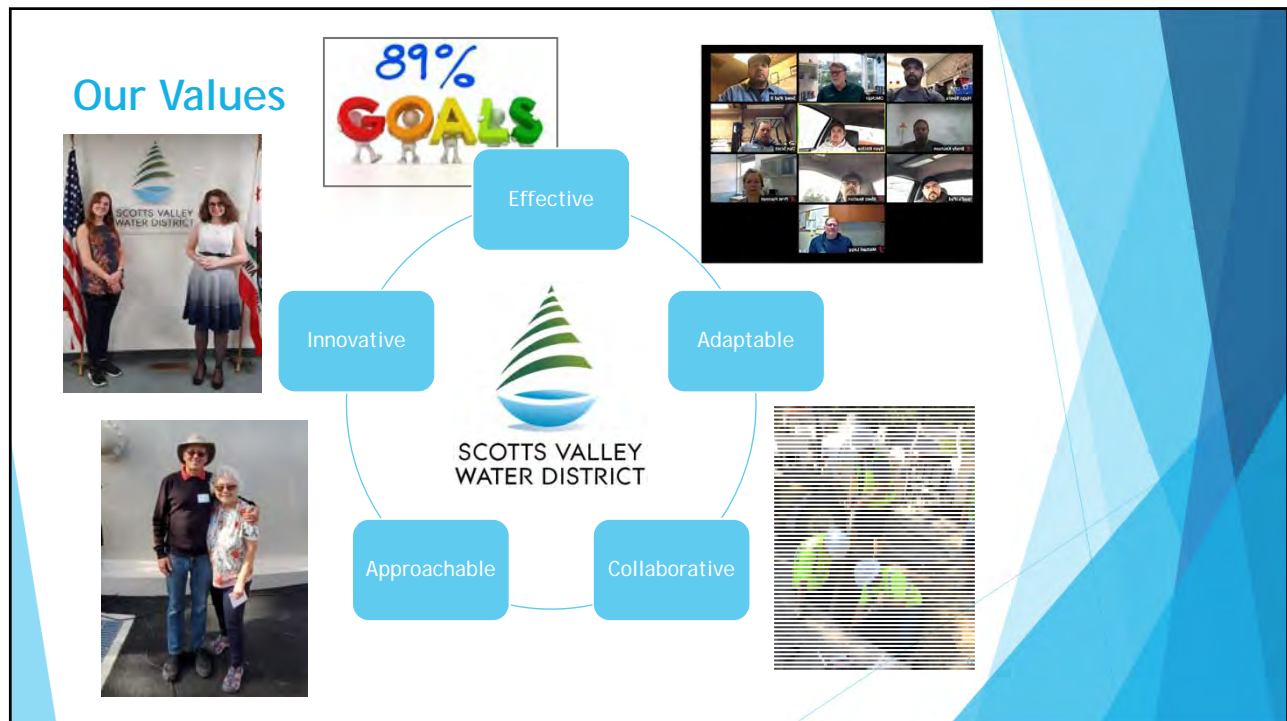 Our Values
89%
GOALS
SCOTTS VALLEY
WATER DISTRICT
Effective
Innovative
Adaptable
SCOTTS VALLEY
WATER DISTRICT
Approachable
Collaborative